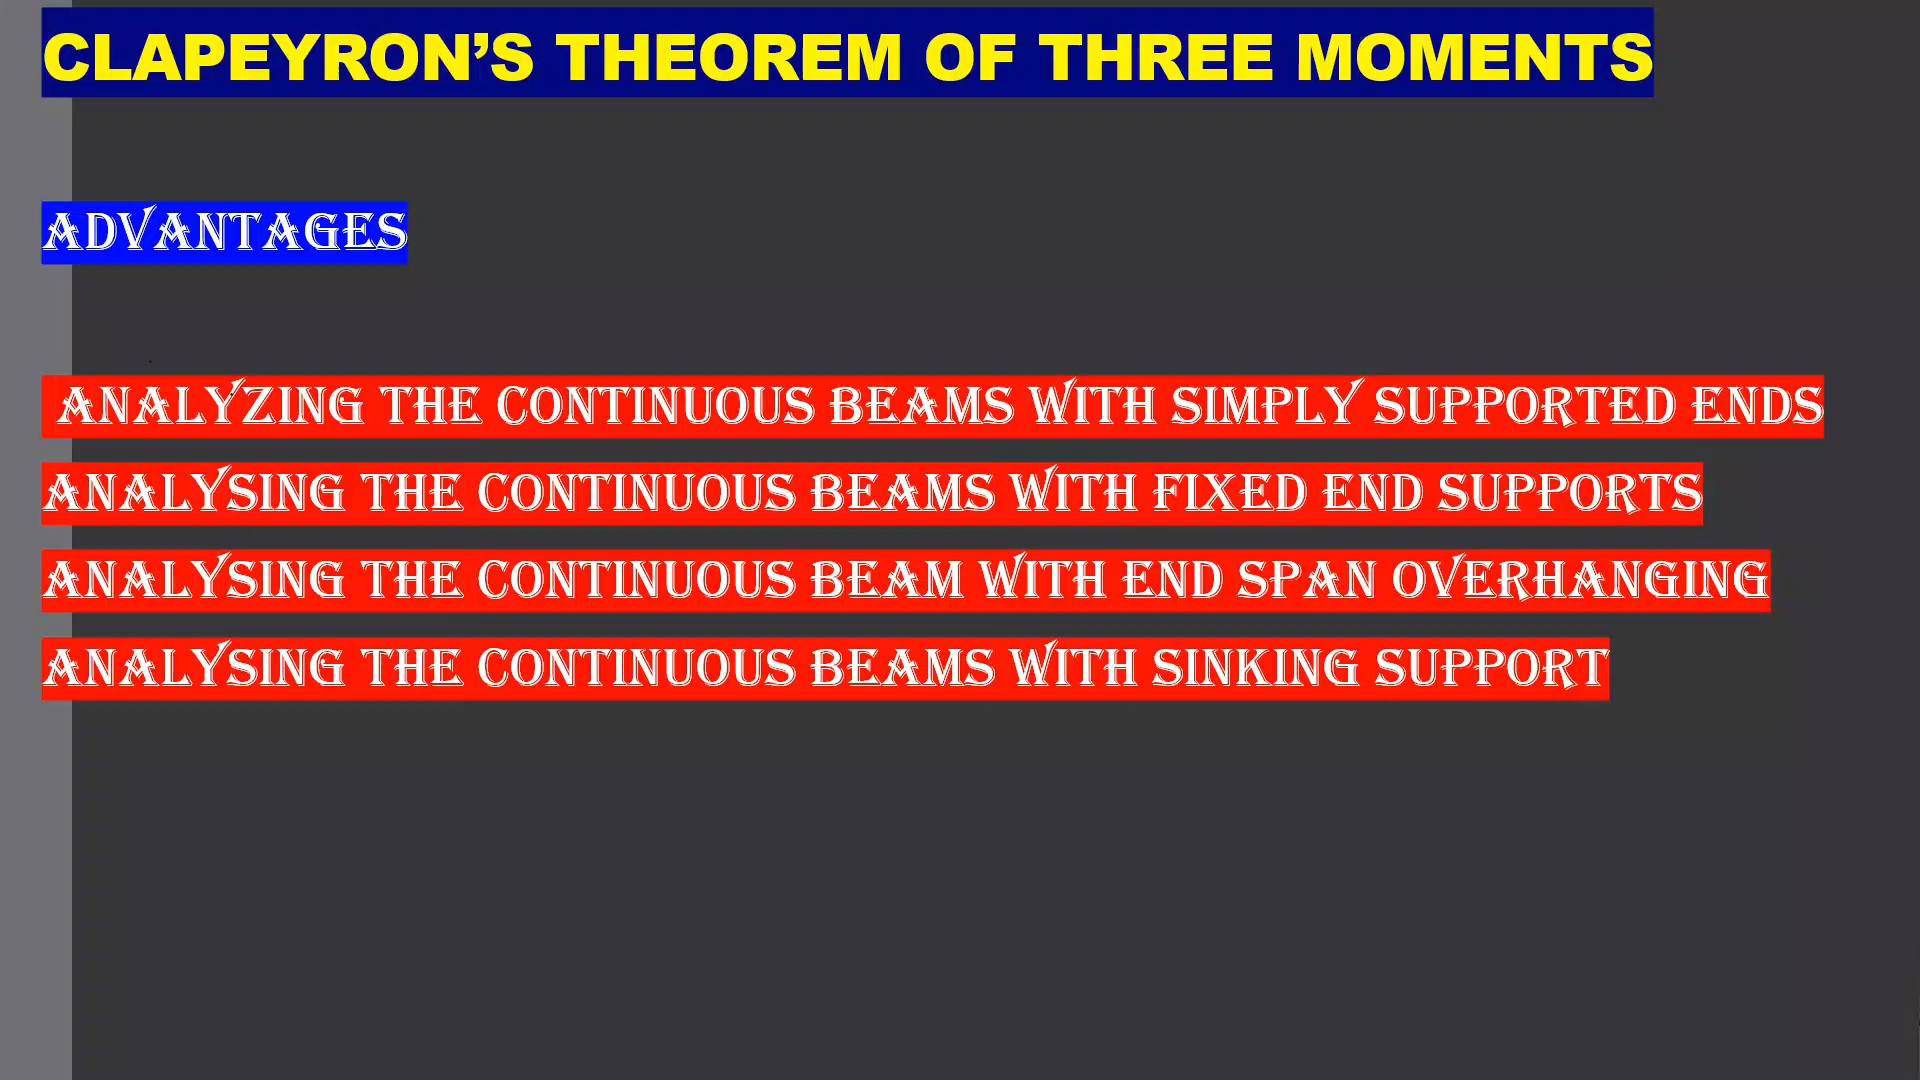 CLAPEYRON’S THEOREM OF THREE MOMENTS
ADVANTAGES
ANALYZING THE CONTINUOUS BEAMS WITH SIMPLY SUPPORTED ENDS
ANALYSING THE CONTINUOUS BEAMS WITH FIXED END SUPPORTS
ANALYSING THE CONTINUOUS BEAM WITH END SPAN OVERHANGING
ANALYSING THE CONTINUOUS BEAMS WITH SINKING SUPPORT